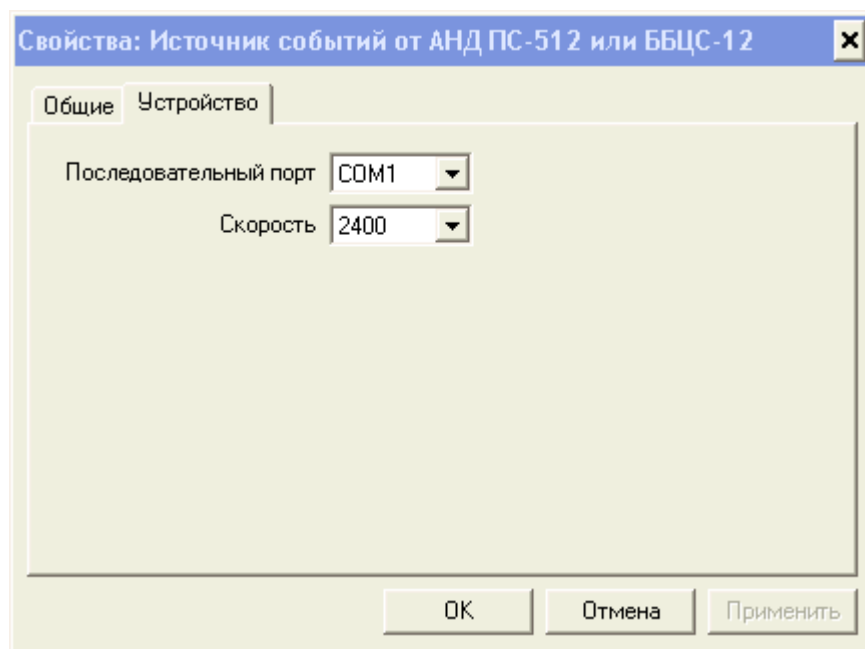 Свойства: Источник событий от АНД ПС-512 или ББЦС-12
Общие Устройство
Последовательный порт COM1
Скорость 2400
OK Отмена Применить